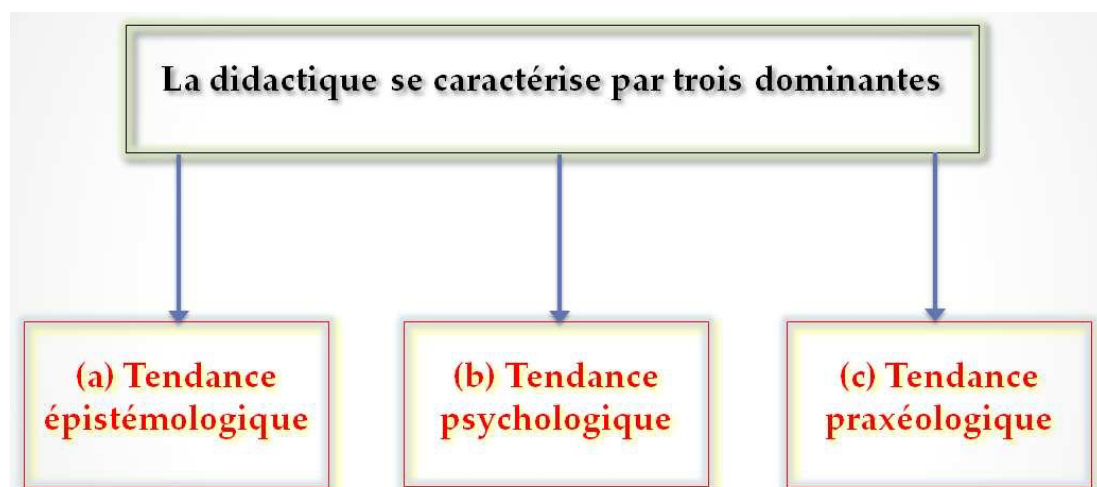 La didactique se caractérise par trois dominantes
(a) Tendance
épistémologique
(b) Tendance
psychologique
(c) Tendance
praxéologique